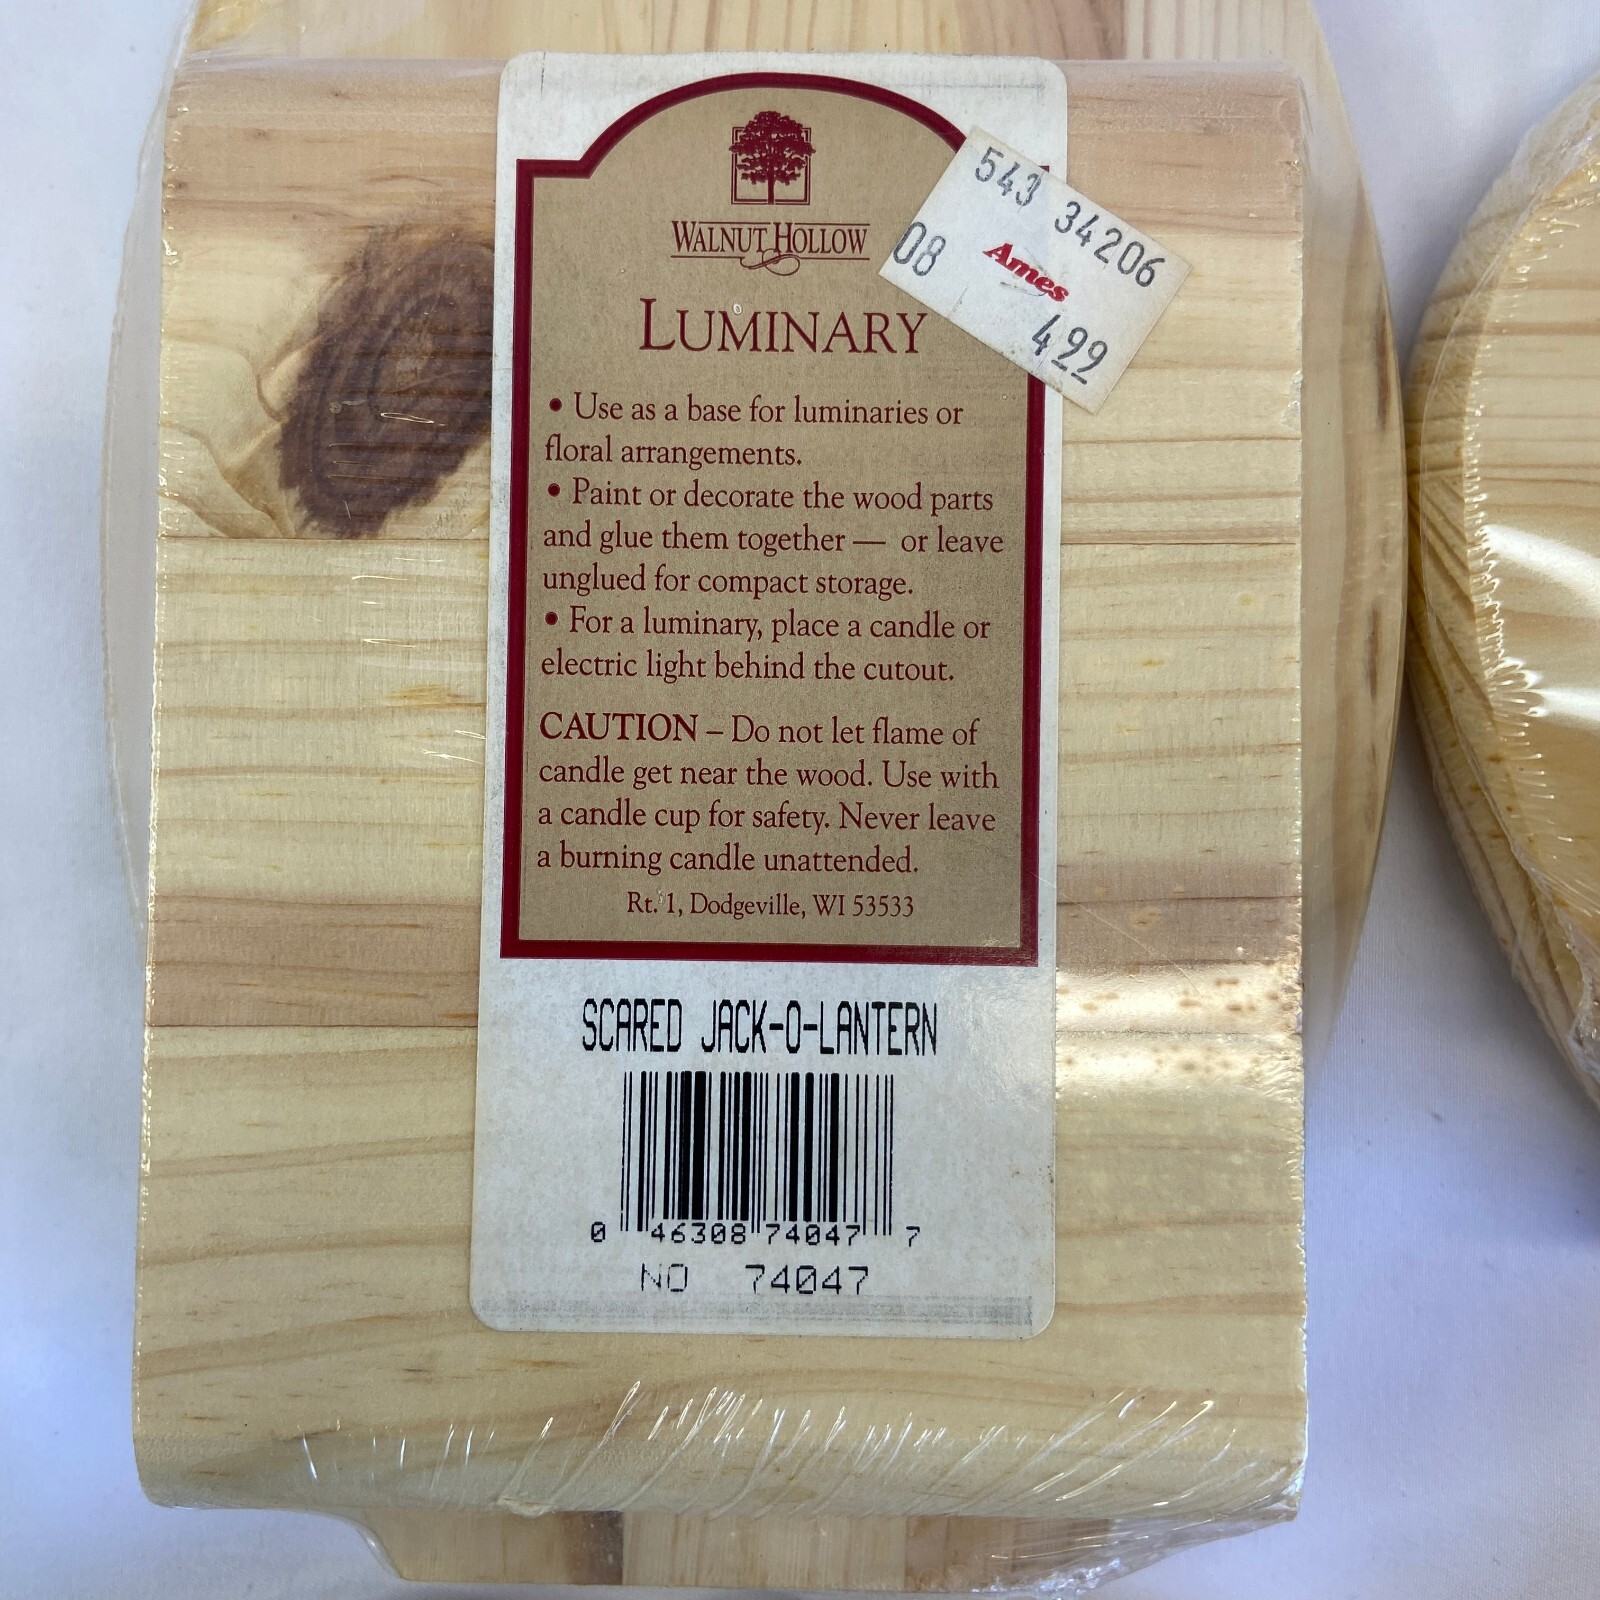 WALNUT HOLLOW
LUMINARY
• Use as a base for luminaries or
floral arrangements.
• Paint or decorate the wood parts
and glue them together — or leave
unglued for compact storage.
• For a luminary, place a candle or
electric light behind the cutout.
CAUTION – Do not let flame of
candle get near the wood. Use with
a candle cup for safety. Never leave
a burning candle unattended.
Rt. 1, Dodgeville, WI 53533
SCARED JACK-O-LANTERN
0 46308 74047 7
NO 74047
543 34206
08 Ames
4.99